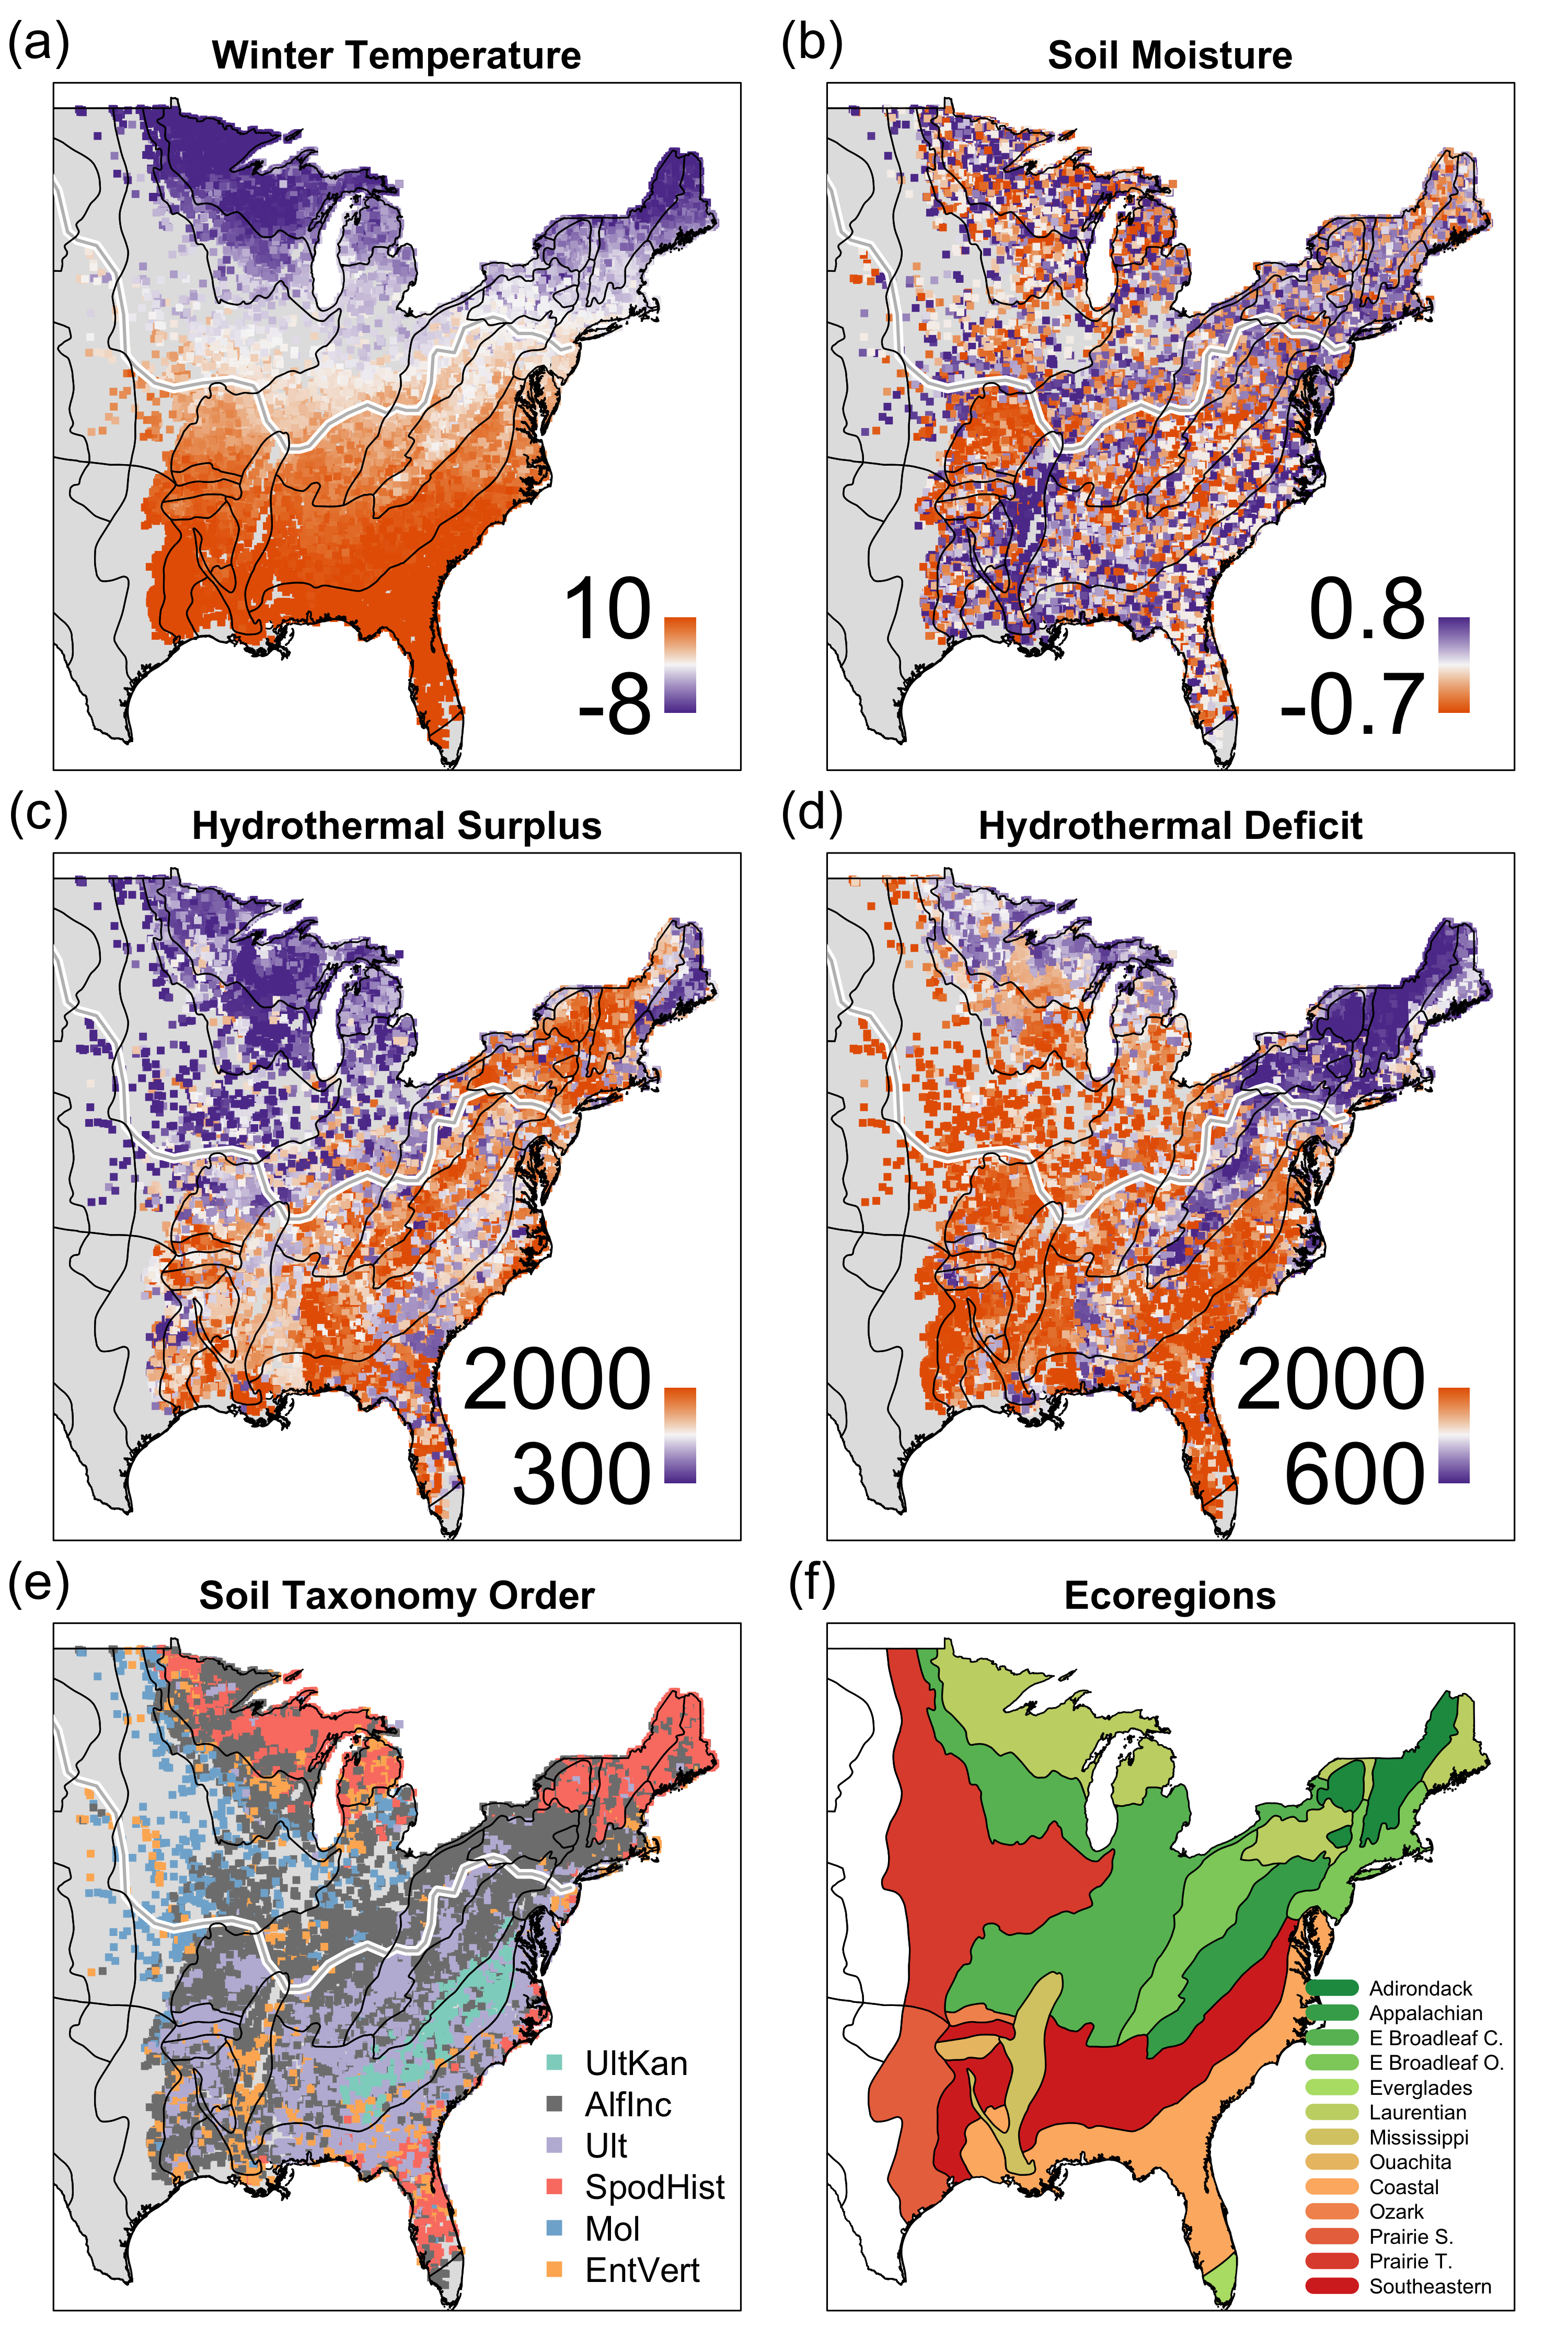 (a)
Winter Temperature
10
-8
(b)
Soil Moisture
0.8
-0.7
(c)
Hydrothermal Surplus
2000
300
(d)
Hydrothermal Deficit
2000
600
(e)
Soil Taxonomy Order
UltKan
AlfInc
Ult
SpodHist
Mol
EntVert
(f)
Ecoregions
Adirondack
Appalachian
E Broadleaf C.
E Broadleaf O.
Everglades
Laurentian
Mississippi
Ouachita
Coastal
Ozark
Prairie S.
Prairie T.
Southeastern